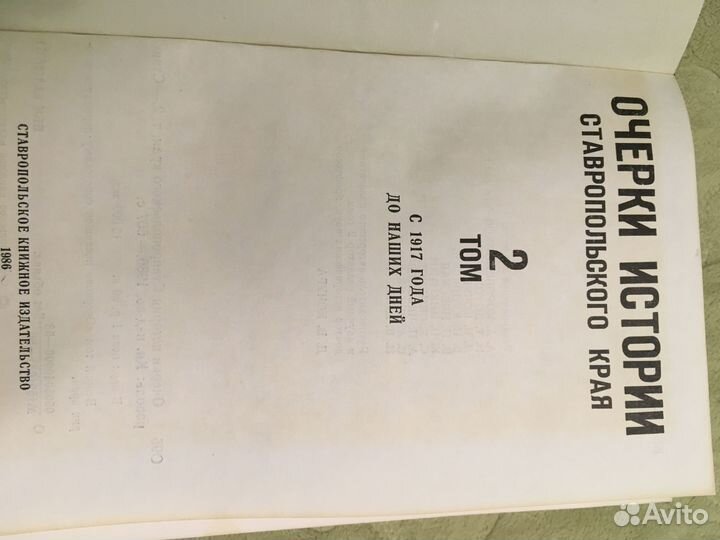 ОЧЕРКИ ИСТОРИИ
СТАВРОПОЛЬСКОГО КРАЯ
2
ТОМ
С 1917 ГОДА
ДО НАШИХ ДНЕЙ
СТАВРОПОЛЬСКОЕ КНИЖНОЕ ИЗДАТЕЛЬСТВО
1986
Avito